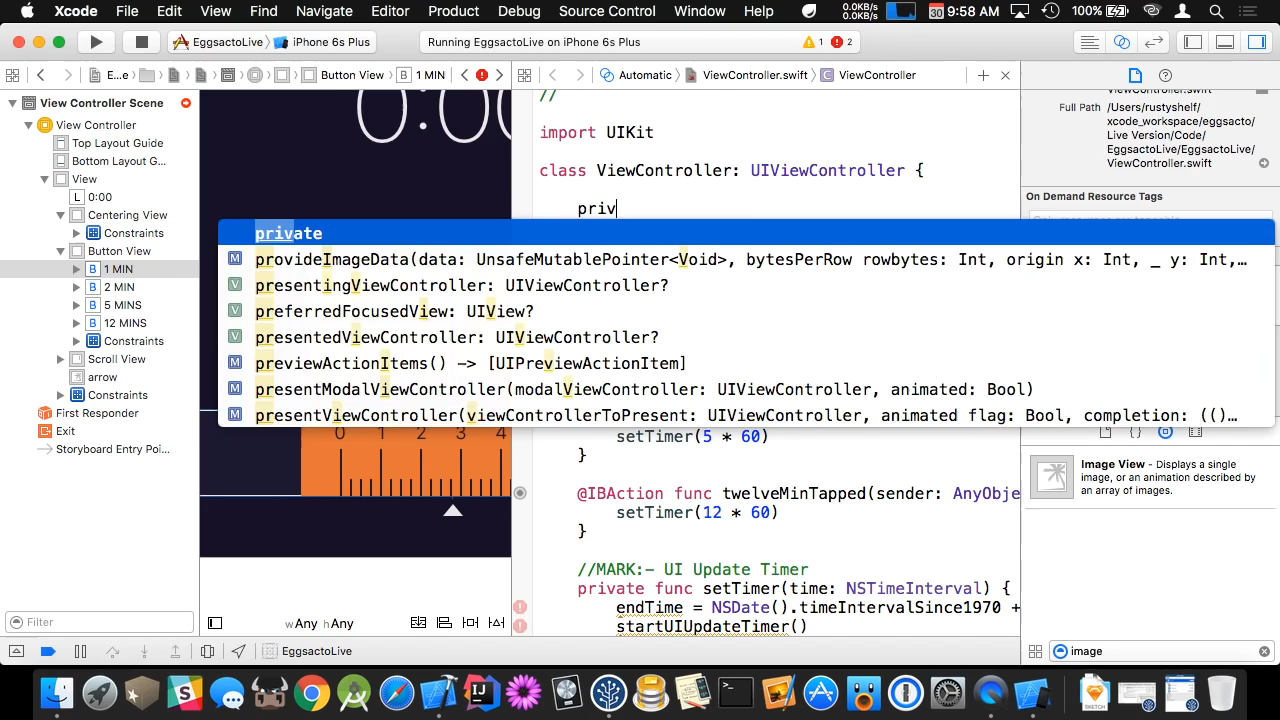 Xcode File Edit View Find Navigate Editor Product Debug Source Control Window Help 0.0KB/s 0.0KB/s 30 9:58 AM 100%
EggsactoLive iPhone 6s Plus Running EggsactoLive on iPhone 6s Plus 1 2
E...e Button View B 1 MIN Automatic ViewController.swift C ViewController
View Controller Scene
View Controller
Top Layout Guide
Bottom Layout G...
View
L 0:00
Centering View
Constraints
Button View
B 1 MIN
B 2 MIN
B 5 MINS
B 12 MINS
Constraints
Scroll View
arrow
Constraints
First Responder
Exit
Storyboard Entry Poi...
Filter
0:00
0 1 2 3 4
wAny hAny
//
import UIKit
class ViewController: UIViewController {
priv
private
M provideImageData(data: UnsafeMutablePointer<Void>, bytesPerRow rowbytes: Int, origin x: Int, _ y: Int,...
V presentingViewController: UIViewController?
V preferredFocusedView: UIView?
V presentedViewController: UIViewController?
M previewActionItems() -> [UIPreviewActionItem]
M presentModalViewController(modalViewController: UIViewController, animated: Bool)
M presentViewController(viewControllerToPresent: UIViewController, animated flag: Bool, completion: (()...
setTimer(5 * 60)
}
@IBAction func twelveMinTapped(sender: AnyObje
setTimer(12 * 60)
}
//MARK:- UI Update Timer
private func setTimer(time: NSTimeInterval) {
endTime = NSDate().timeIntervalSince1970 +
startUIUpdateTimer()
ViewController.swift
Full Path /Users/rustyshelf/
xcode_workspace/
eggsacto/
Live Version/Code/
EggsactoLive/EggsactoLive/
ViewController.swift
On Demand Resource Tags
Image View - Displays a single
image, or an animation described by
an array of images.
EggsactoLive
image